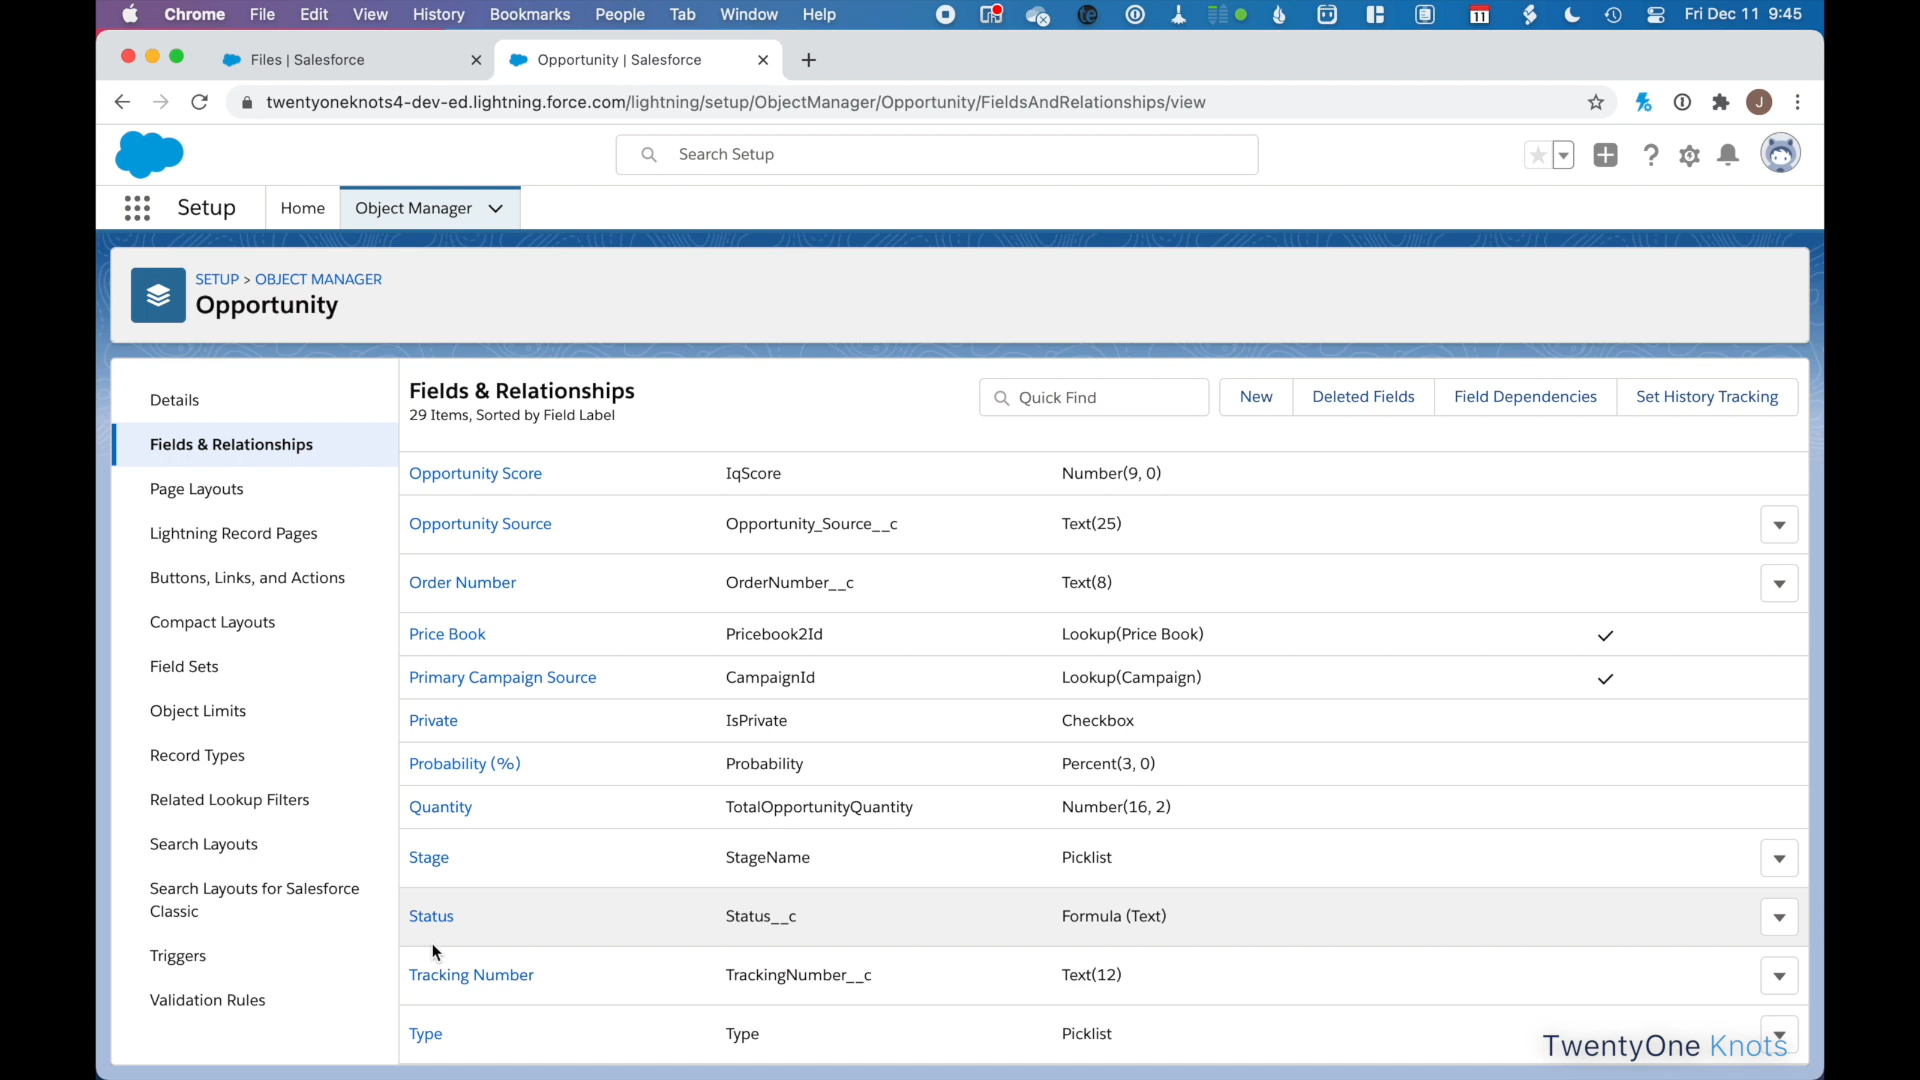 Chrome File Edit View History Bookmarks People Tab Window Help 11 Fri Dec 11 9:45
Files | Salesforce Opportunity | Salesforce
twentyoneknots4-dev-ed.lightning.force.com/lightning/setup/ObjectManager/Opportunity/FieldsAndRelationships/view J
Search Setup
Setup Home Object Manager
SETUP > OBJECT MANAGER
Opportunity
Details
Fields & Relationships
Page Layouts
Lightning Record Pages
Buttons, Links, and Actions
Compact Layouts
Field Sets
Object Limits
Record Types
Related Lookup Filters
Search Layouts
Search Layouts for Salesforce
Classic
Triggers
Validation Rules
Fields & Relationships
29 Items, Sorted by Field Label
Quick Find New Deleted Fields Field Dependencies Set History Tracking
Opportunity Score IqScore Number(9, 0)
Opportunity Source Opportunity_Source__c Text(25)
Order Number OrderNumber__c Text(8)
Price Book Pricebook2Id Lookup(Price Book)
Primary Campaign Source CampaignId Lookup(Campaign)
Private IsPrivate Checkbox
Probability (%) Probability Percent(3, 0)
Quantity TotalOpportunityQuantity Number(16, 2)
Stage StageName Picklist
Status Status__c Formula (Text)
Tracking Number TrackingNumber__c Text(12)
Type Type Picklist
TwentyOne Knots